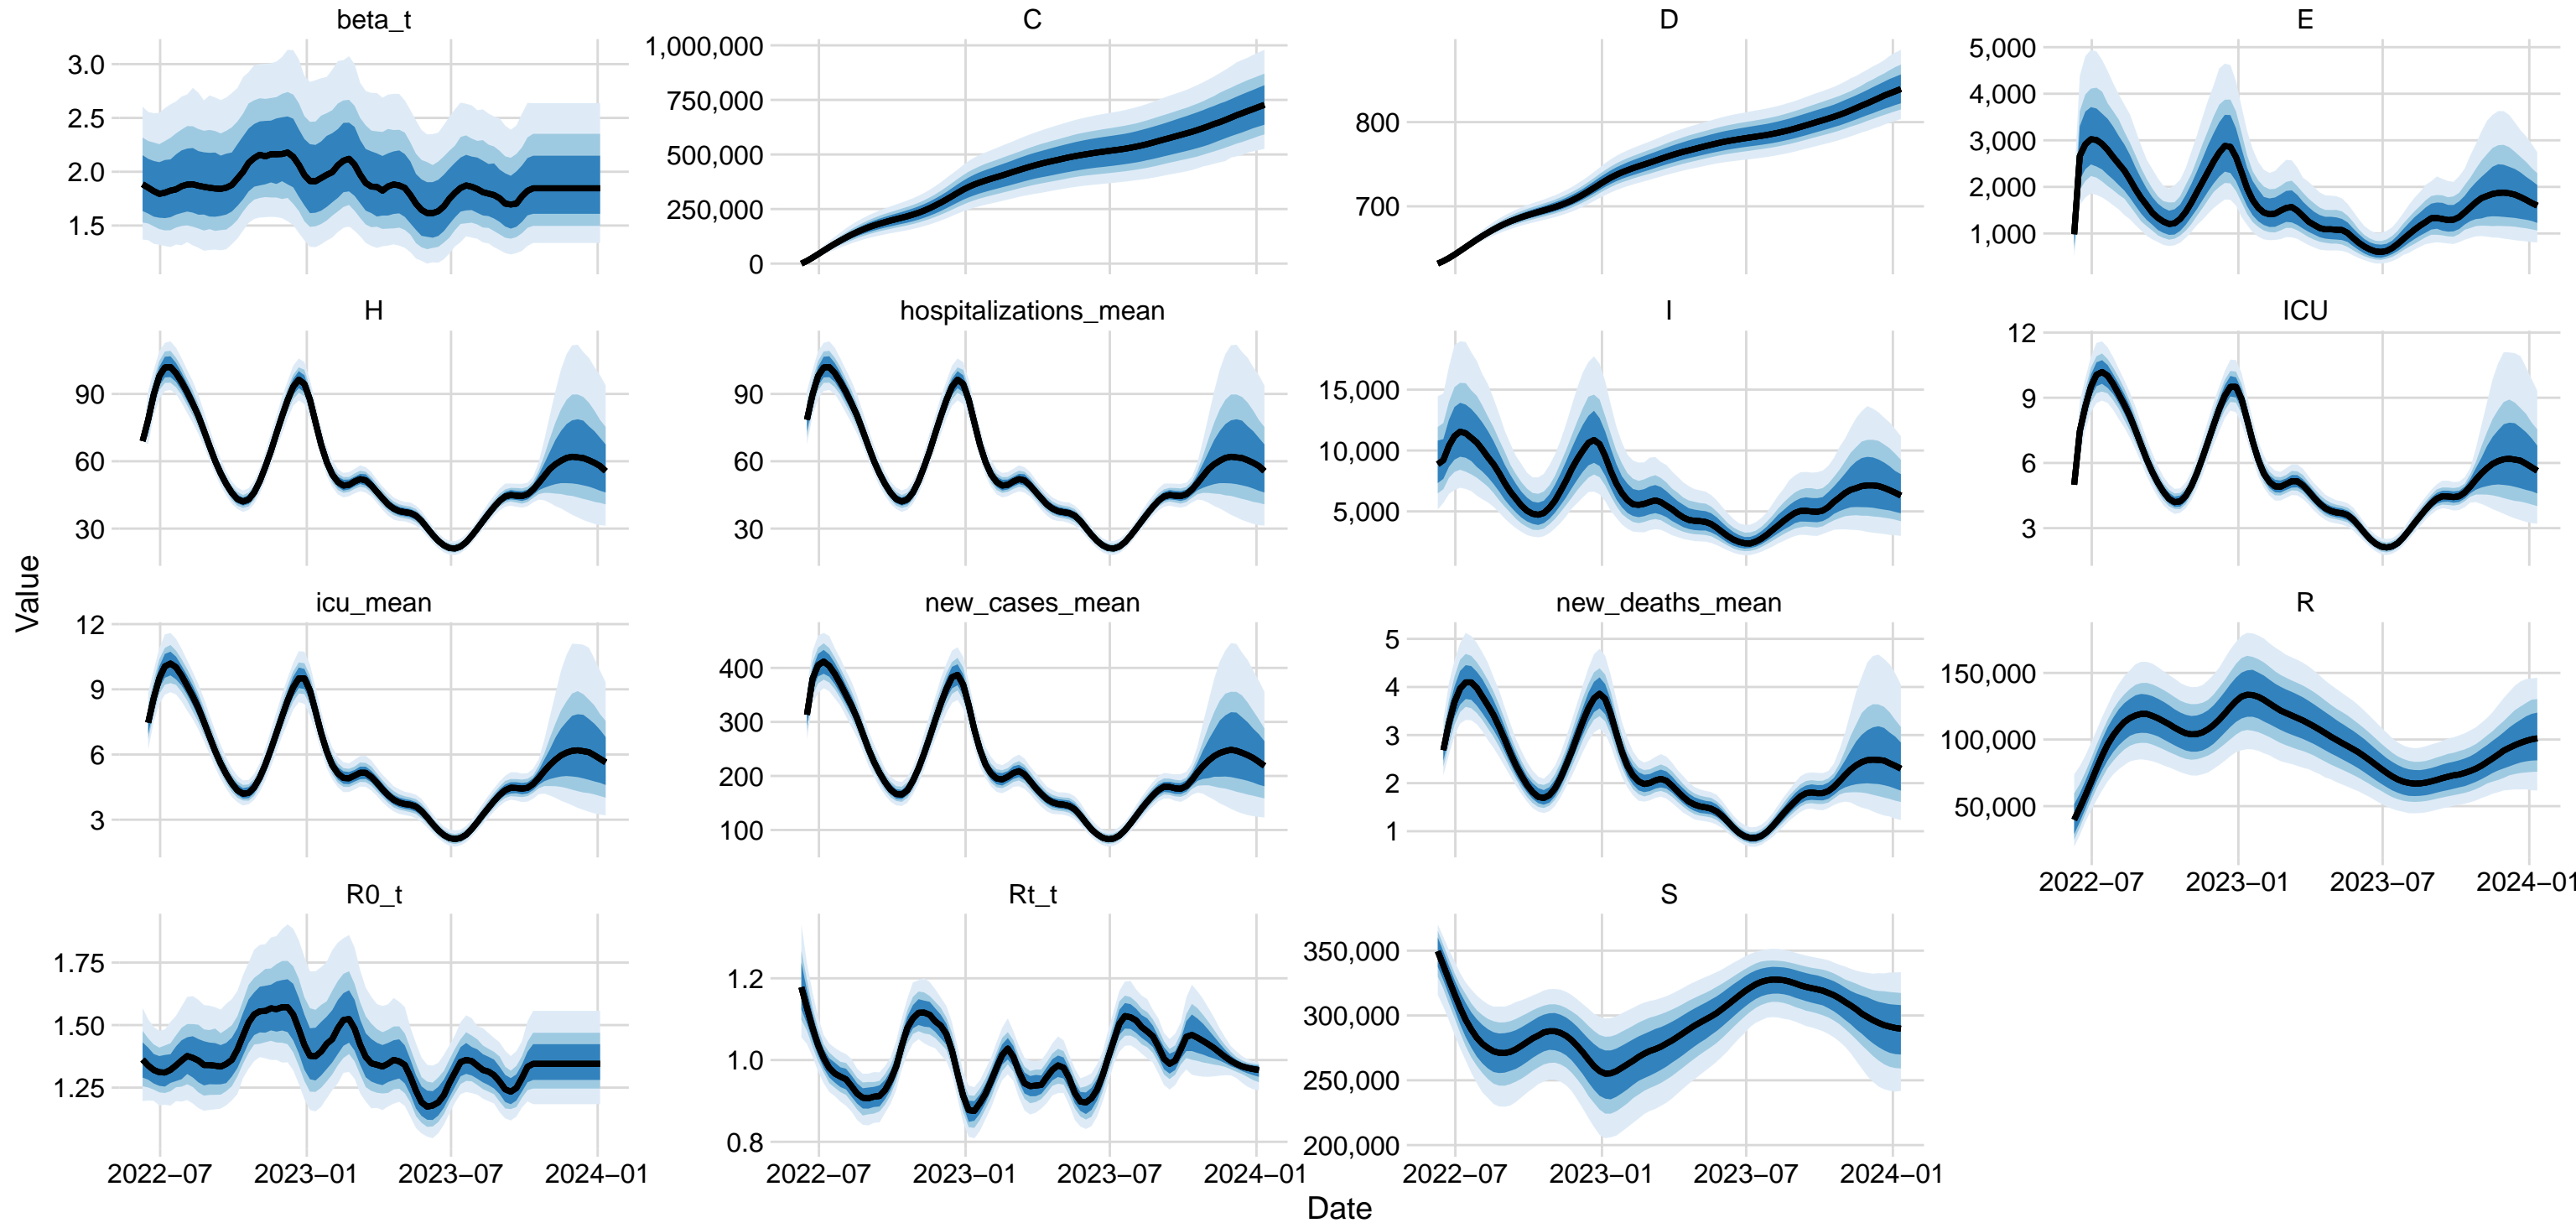 beta_t
C
D
E
3.0
2.5
2.0
1.5
1,000,000
750,000
500,000
250,000
0
800
700
5,000
4,000
3,000
2,000
1,000
H
hospitalizations_mean
I
ICU
90
60
30
90
60
30
15,000
10,000
5,000
12
9
6
3
Value
icu_mean
new_cases_mean
new_deaths_mean
R
12
9
6
3
400
300
200
100
5
4
3
2
1
150,000
100,000
50,000
2022−07 2023−01 2023−07 2024−01
R0_t
Rt_t
S
1.75
1.50
1.25
1.2
1.0
0.8
350,000
300,000
250,000
200,000
2022−07 2023−01 2023−07 2024−01
2022−07 2023−01 2023−07 2024−01
2022−07 2023−01 2023−07 2024−01
Date